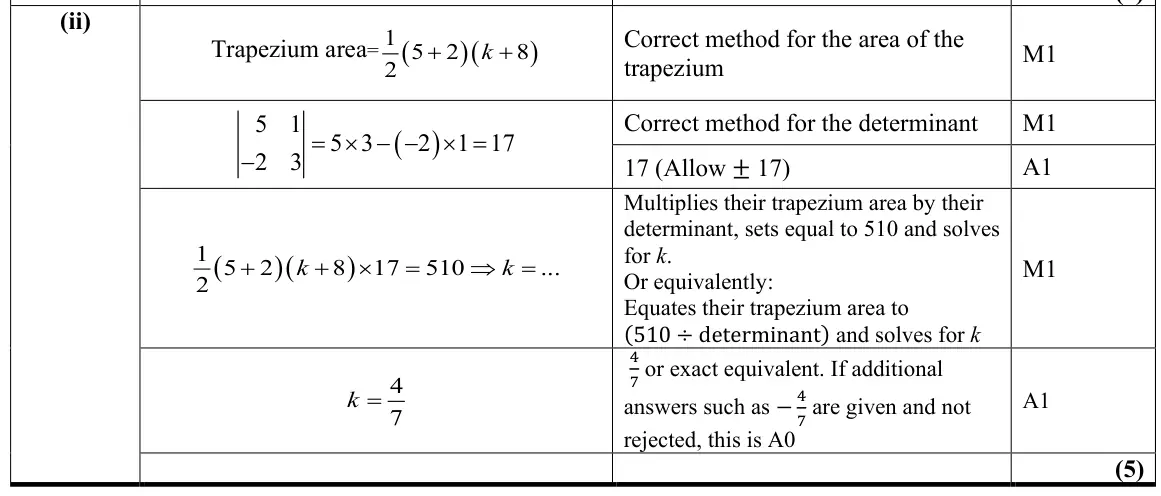 (ii)
Trapezium area=1/2(5+2)(k+8)
Correct method for the area of the
trapezium
M1
|5 1|
|−2 3| =5×3−(−2)×1=17
Correct method for the determinant
M1
17 (Allow ± 17)
A1
1/2(5+2)(k+8)×17=510⇒k=...
Multiplies their trapezium area by their
determinant, sets equal to 510 and solves
for k.
Or equivalently:
Equates their trapezium area to
(510 ÷ determinant) and solves for k
M1
k=4/7
4/7 or exact equivalent. If additional
answers such as −4/7 are given and not
rejected, this is A0
A1
(5)